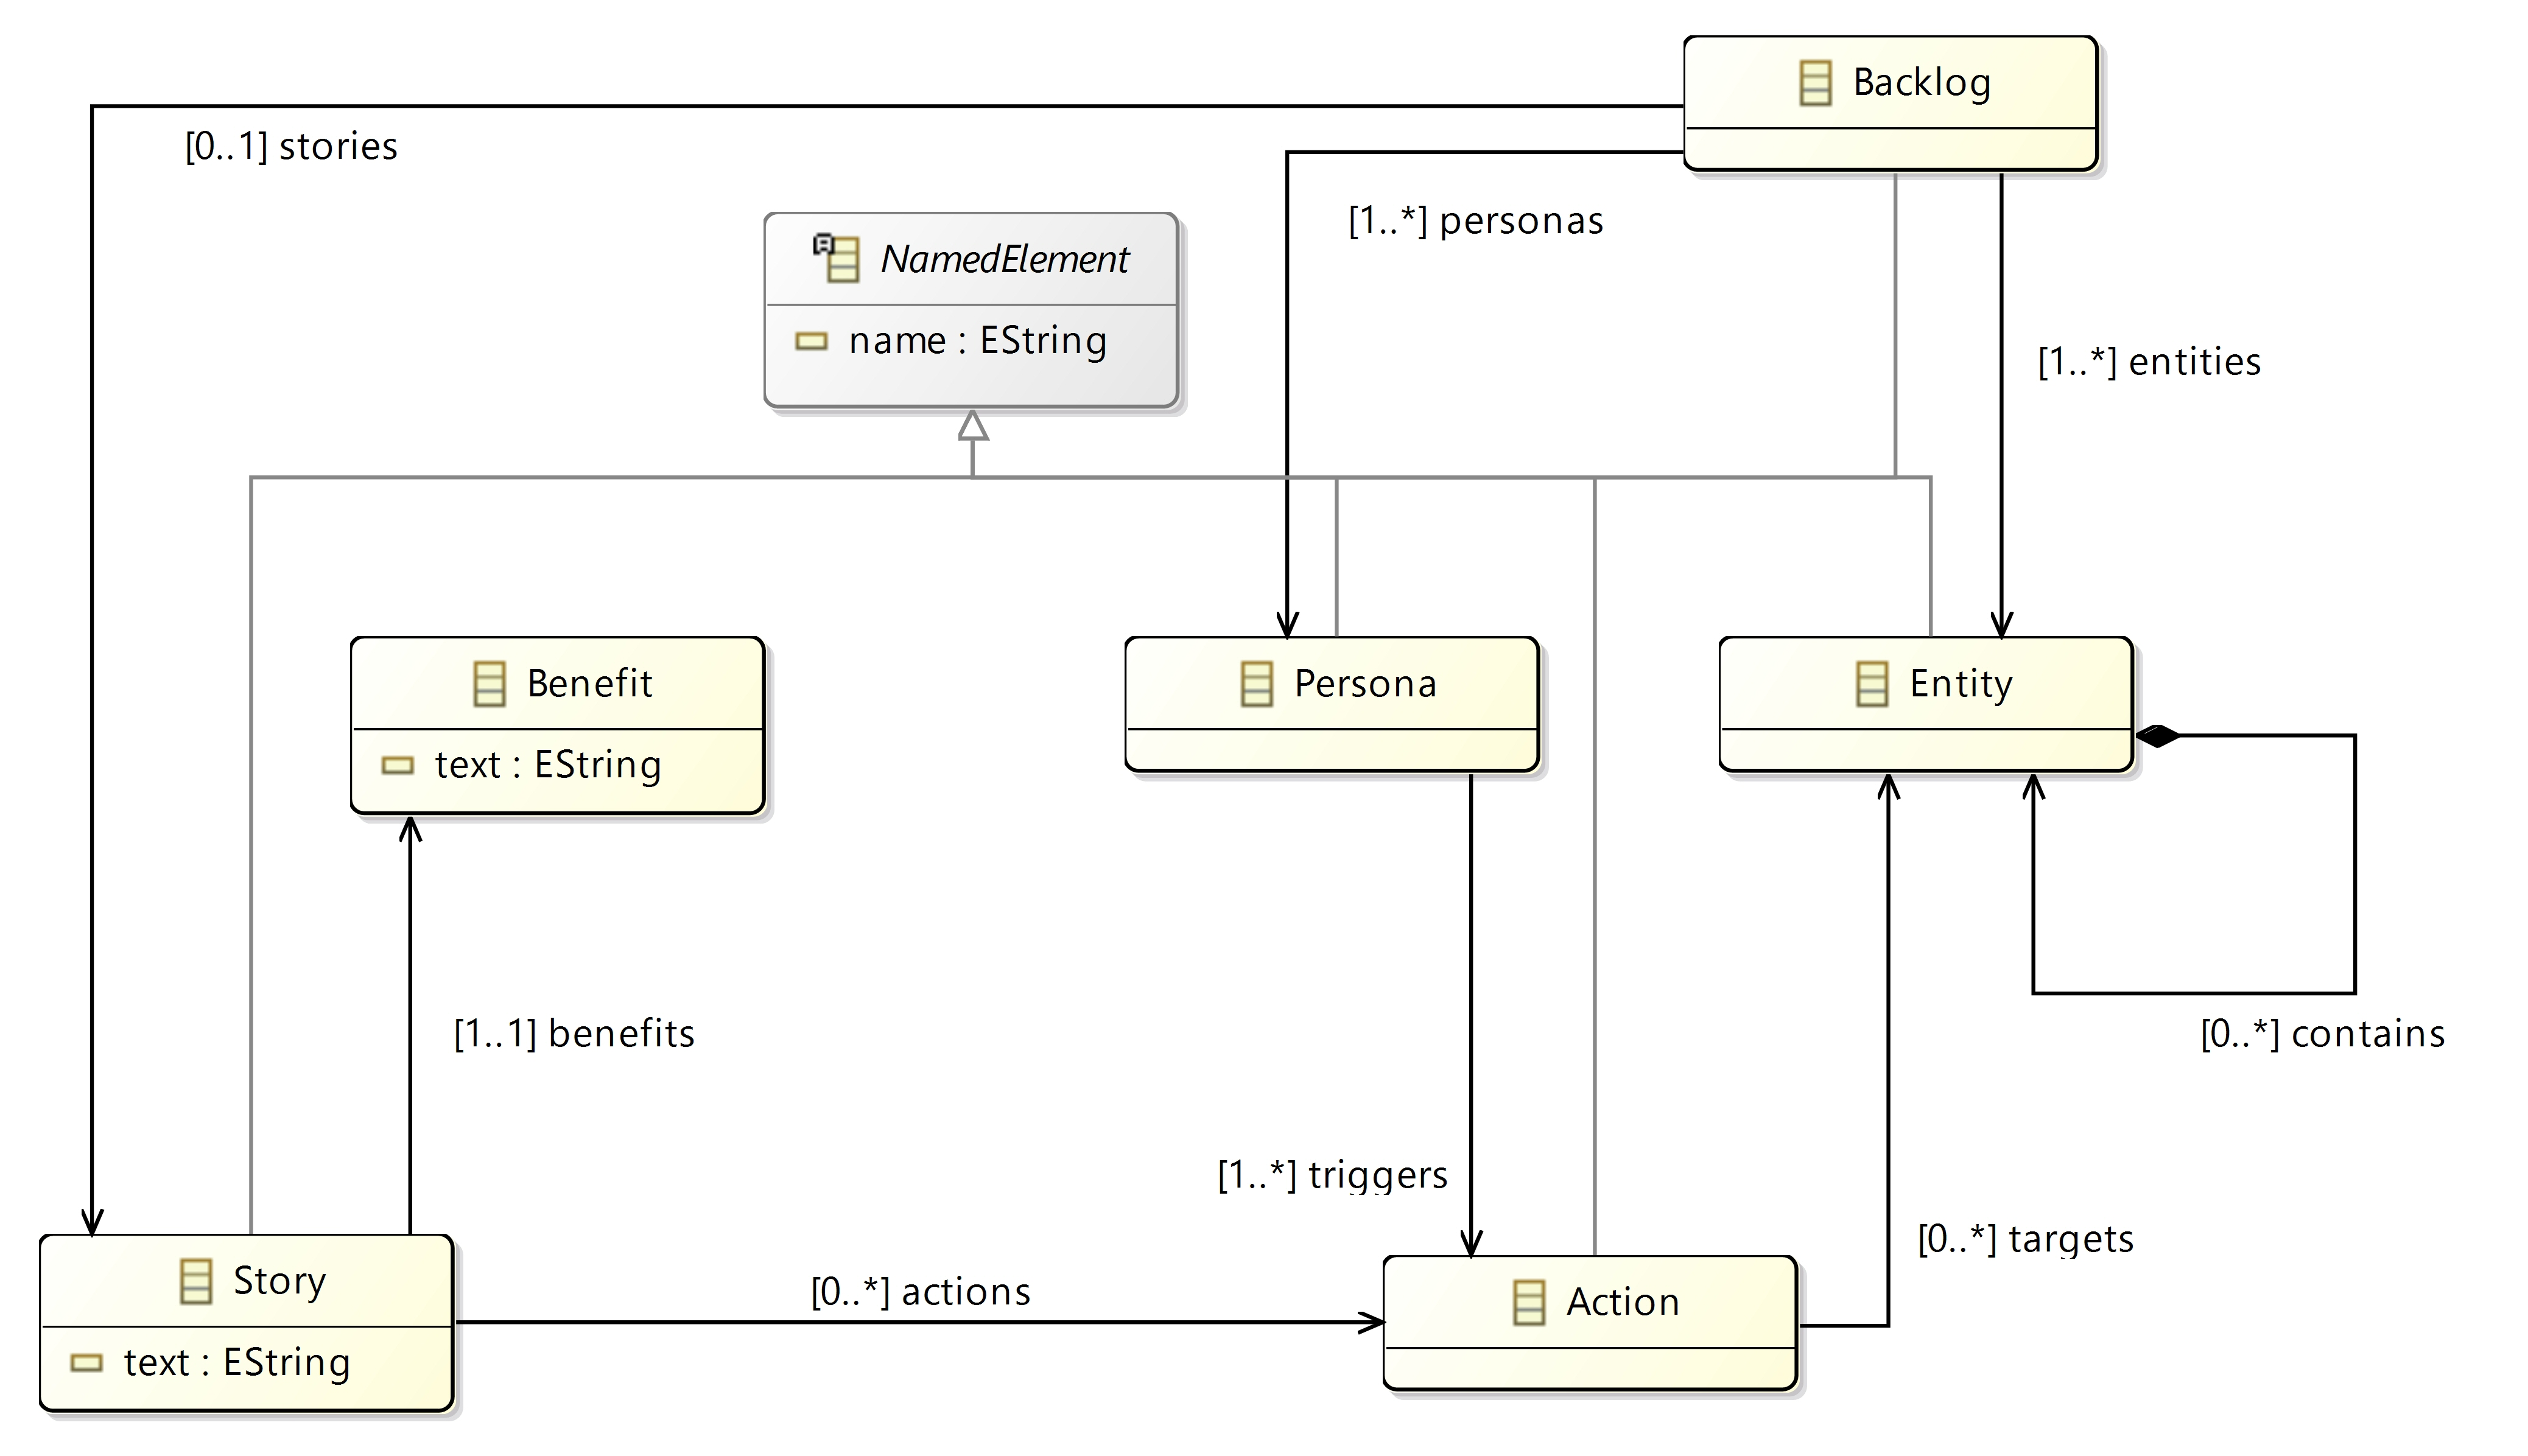 Backlog
[0..1] stories
[1..*] personas
NamedElement
name : EString
[1..*] entities
Benefit
text : EString
Persona
Entity
[1..1] benefits
[0..*] contains
[1..*] triggers
[0..*] targets
Story
text : EString
[0..*] actions
Action